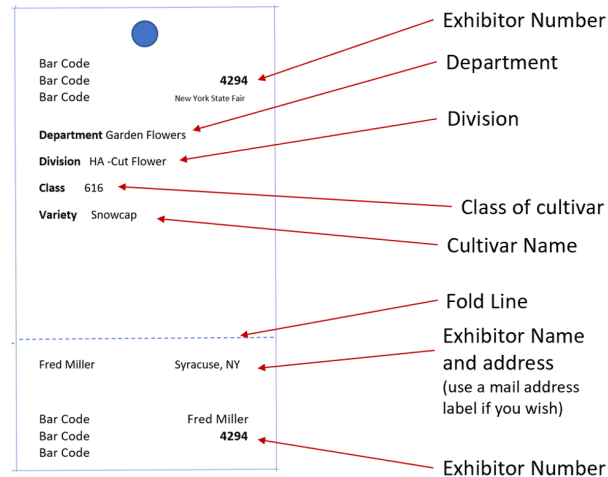 Exhibitor Number
Bar Code
Bar Code 4294
Bar Code New York State Fair
Department
Department Garden Flowers
Division
Division HA -Cut Flower
Class 616
Class of cultivar
Variety Snowcap
Cultivar Name
Fold Line
Exhibitor Name
and address
(use a mail address
label if you wish)
Fred Miller Syracuse, NY
Bar Code Fred Miller
Bar Code 4294
Bar Code
Exhibitor Number